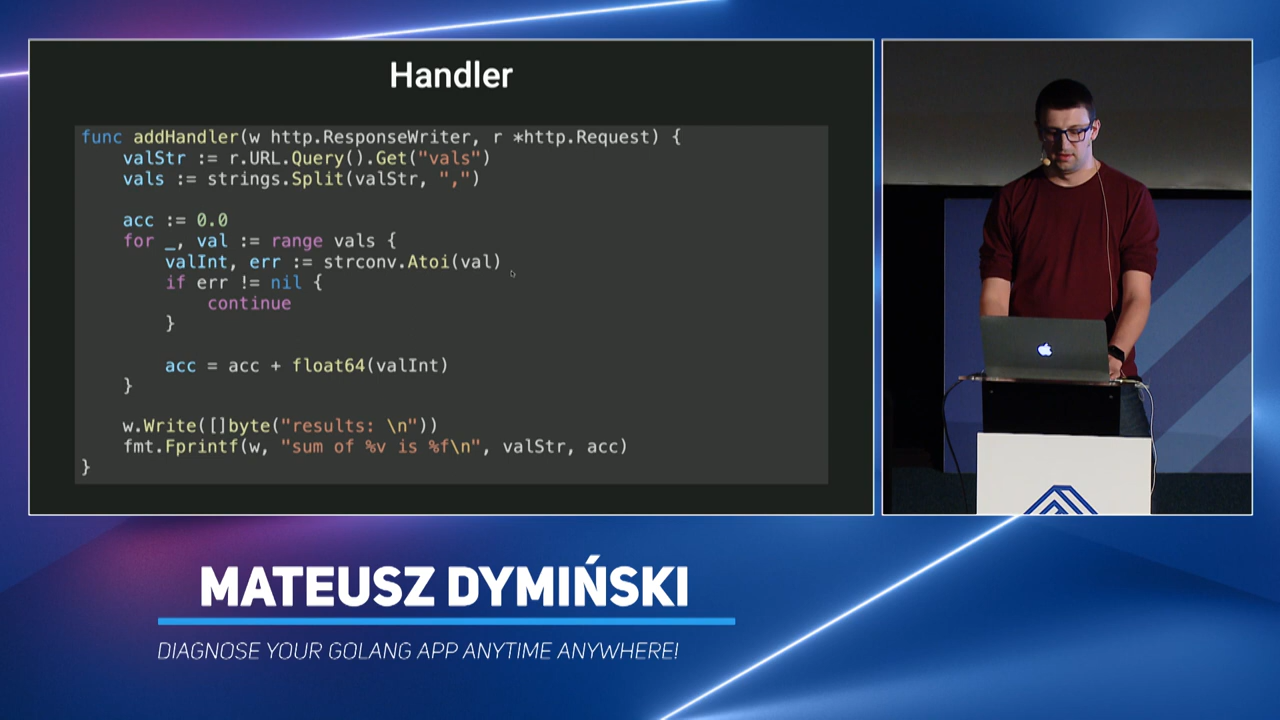 Handler
func addHandler(w http.ResponseWriter, r *http.Request) {
    valStr := r.URL.Query().Get("vals")
    vals := strings.Split(valStr, ",")
    acc := 0.0
    for _, val := range vals {
        valInt, err := strconv.Atoi(val)
        if err != nil {
            continue
        }
        acc = acc + float64(valInt)
    }
    w.Write([]byte("results: \n"))
    fmt.Fprintf(w, "sum of %v is %f\n", valStr, acc)
}
MATEUSZ DYMIŃSKI
DIAGNOSE YOUR GOLANG APP ANYTIME ANYWHERE!